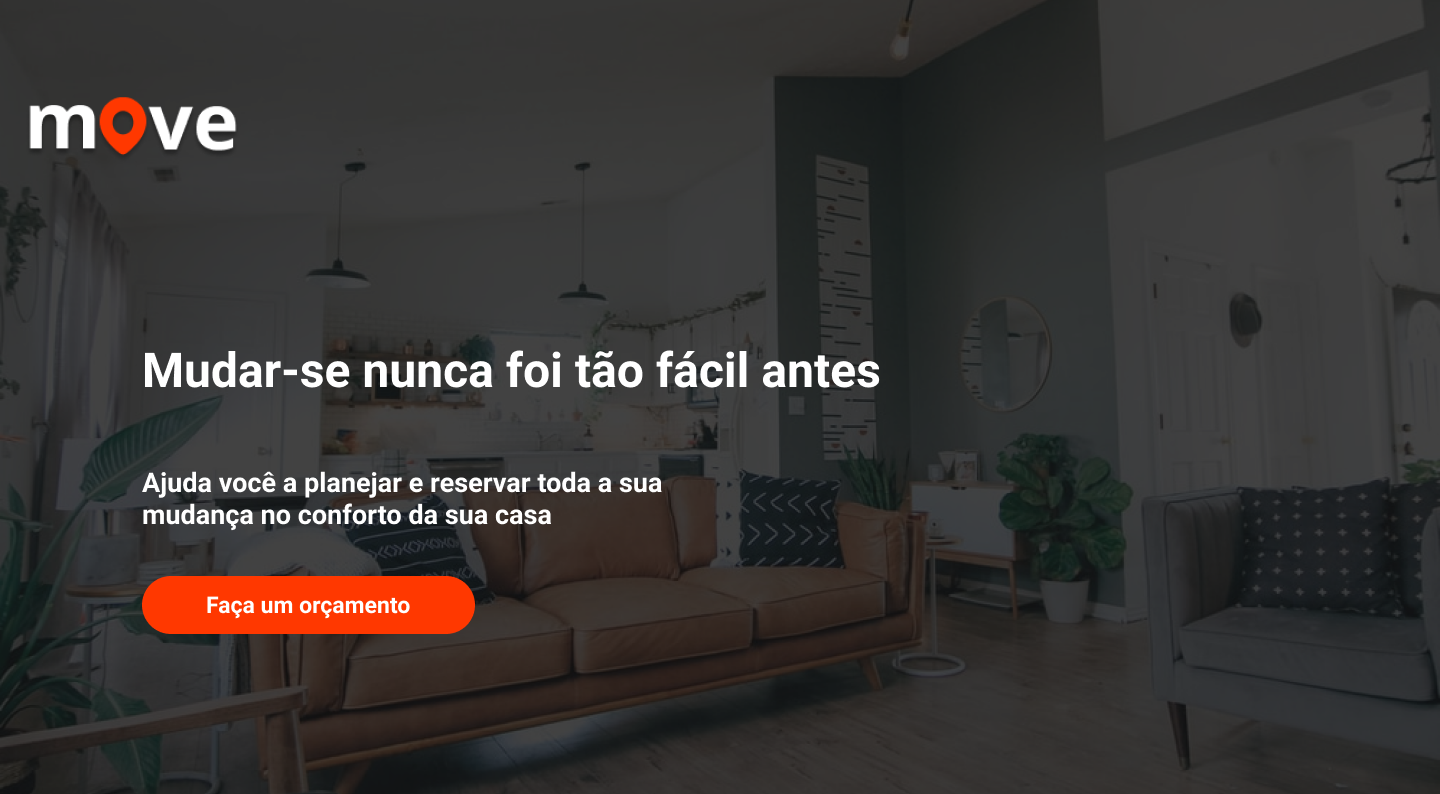 move
Mudar-se nunca foi tão fácil antes
Ajuda você a planejar e reservar toda a sua
mudança no conforto da sua casa
Faça um orçamento